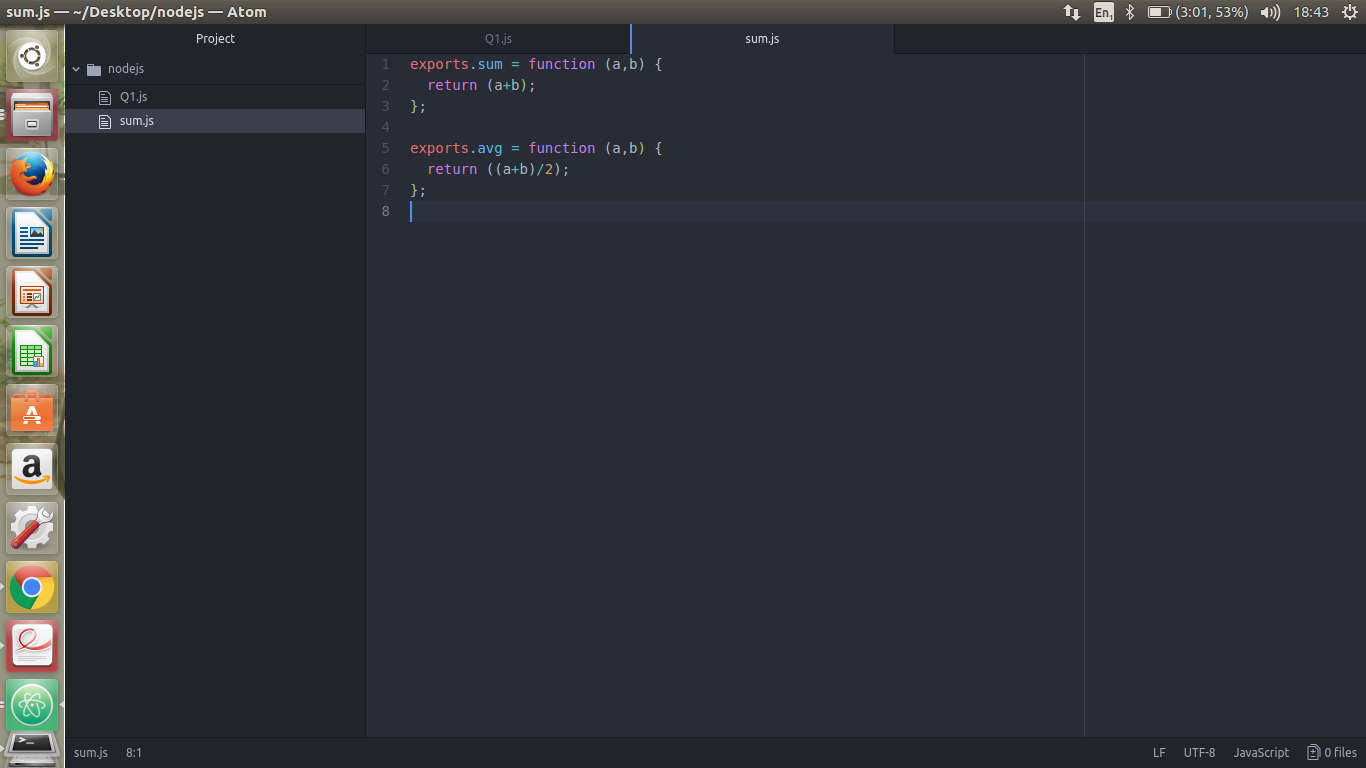 sum.js — ~/Desktop/nodejs — Atom
En1 (3:01, 53%) 18:43
Project
Q1.js
sum.js
nodejs
Q1.js
sum.js
1 exports.sum = function (a,b) {
2   return (a+b);
3 };
4
5 exports.avg = function (a,b) {
6   return ((a+b)/2);
7 };
8
A
a
>_
sum.js 8:1
LF UTF-8 JavaScript 0 files